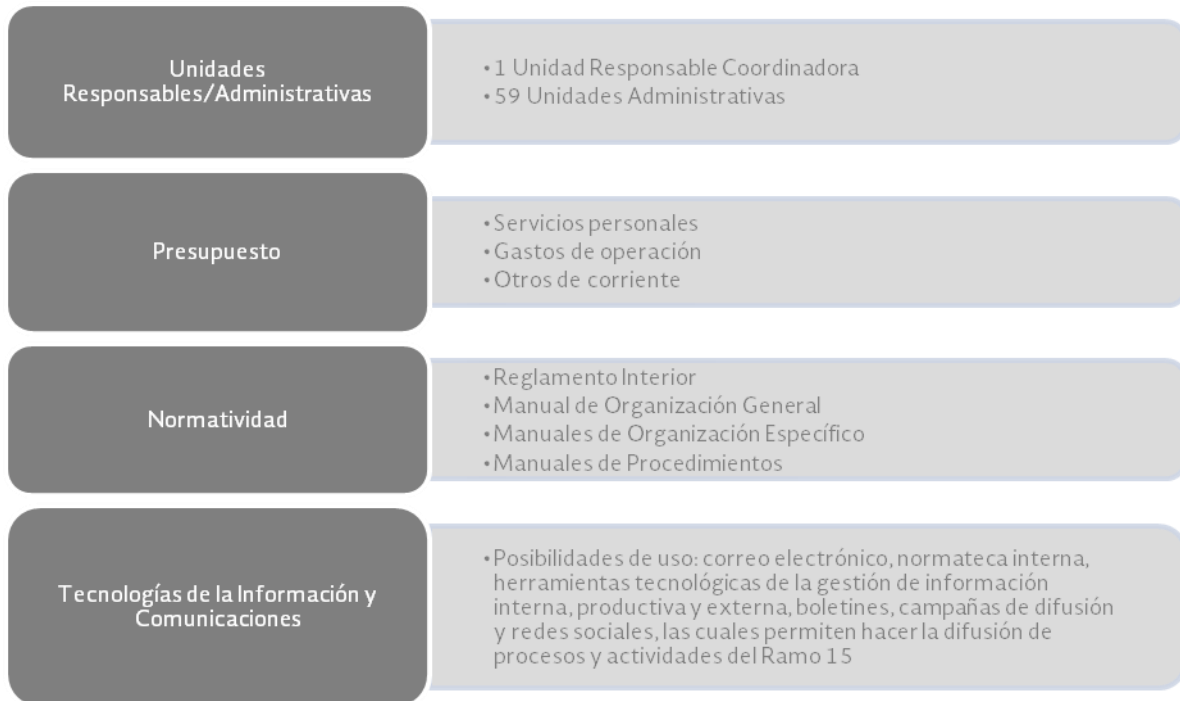 Unidades
Responsables/Administrativas
• 1 Unidad Responsable Coordinadora
• 59 Unidades Administrativas
Presupuesto
• Servicios personales
• Gastos de operación
• Otros de corriente
Normatividad
• Reglamento Interior
• Manual de Organización General
• Manuales de Organización Específico
• Manuales de Procedimientos
Tecnologías de la Información y
Comunicaciones
• Posibilidades de uso: correo electrónico, normateca interna,
herramientas tecnológicas de la gestión de información
interna, productiva y externa, boletines, campañas de difusión
y redes sociales, las cuales permiten hacer la difusión de
procesos y actividades del Ramo 15